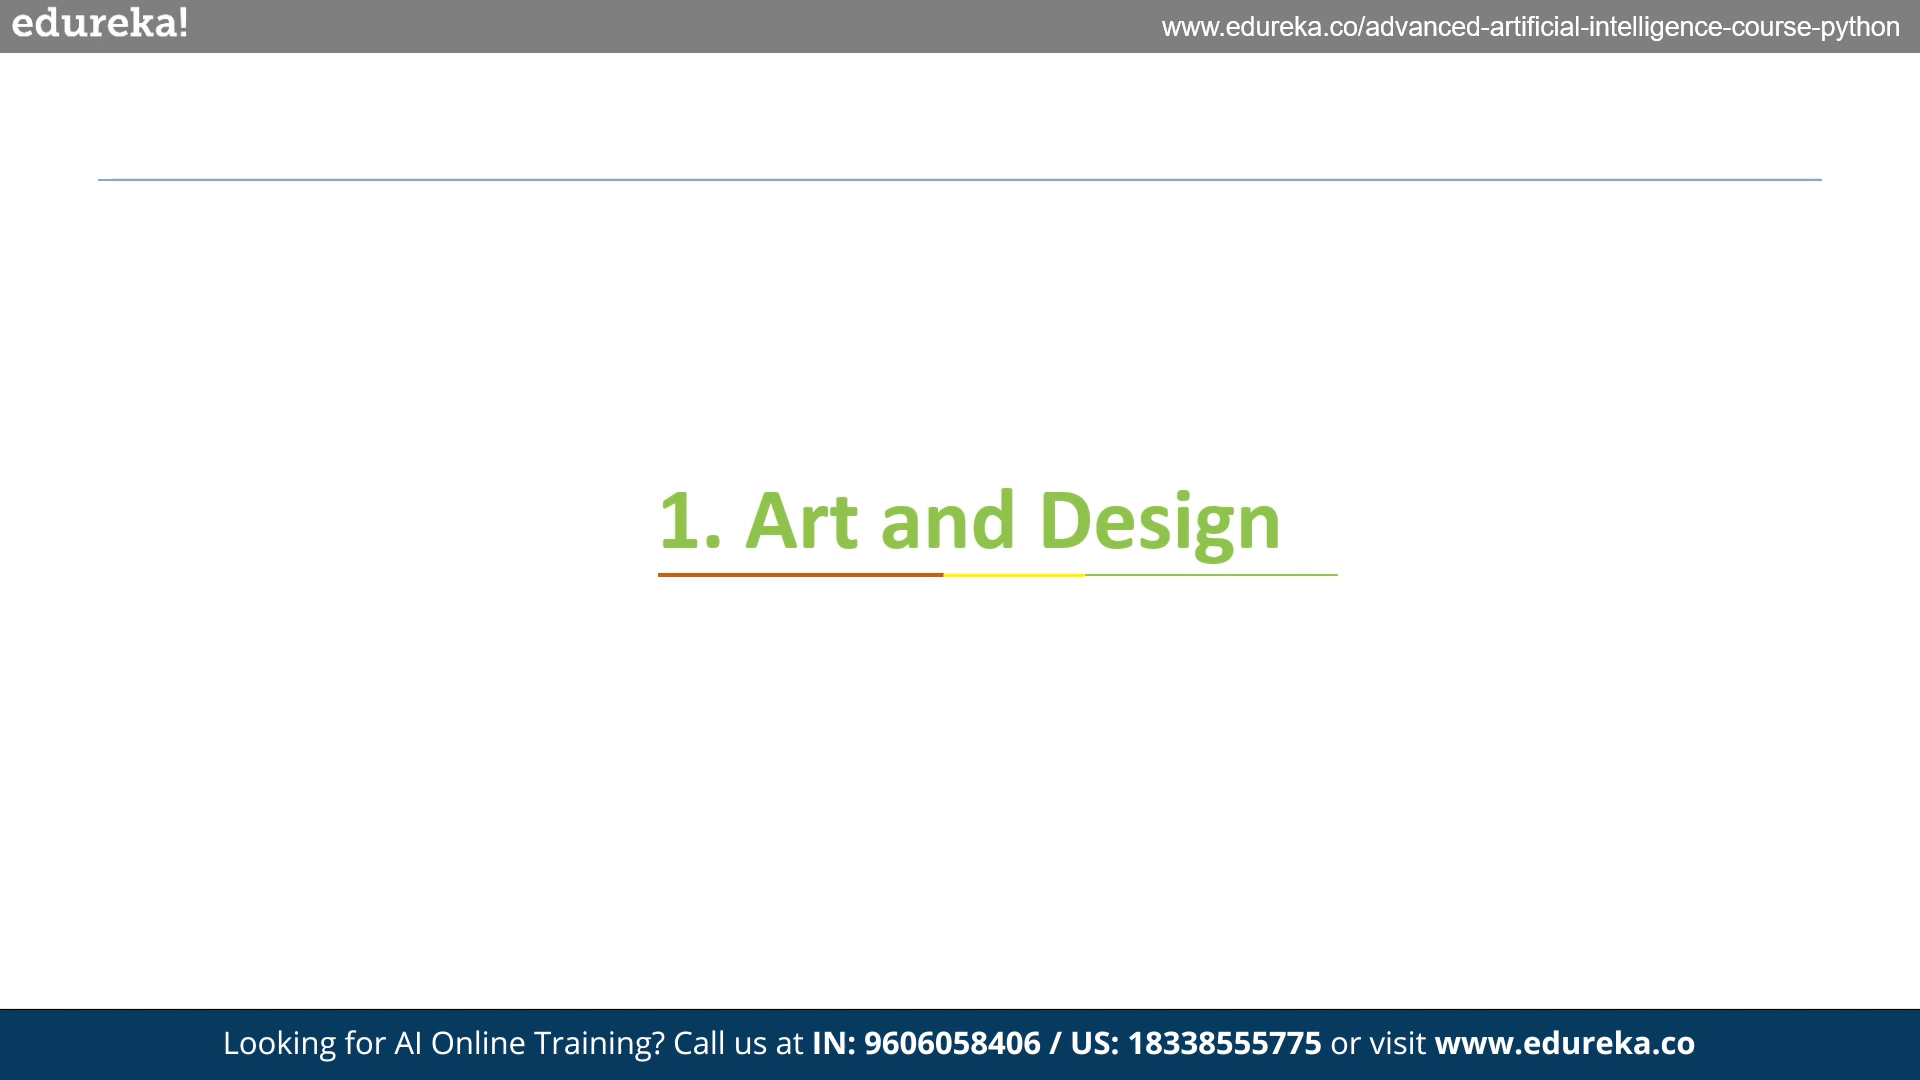 edureka!
www.edureka.co/advanced-artificial-intelligence-course-python
1. Art and Design
Looking for AI Online Training? Call us at IN: 9606058406 / US: 18338555775 or visit www.edureka.co